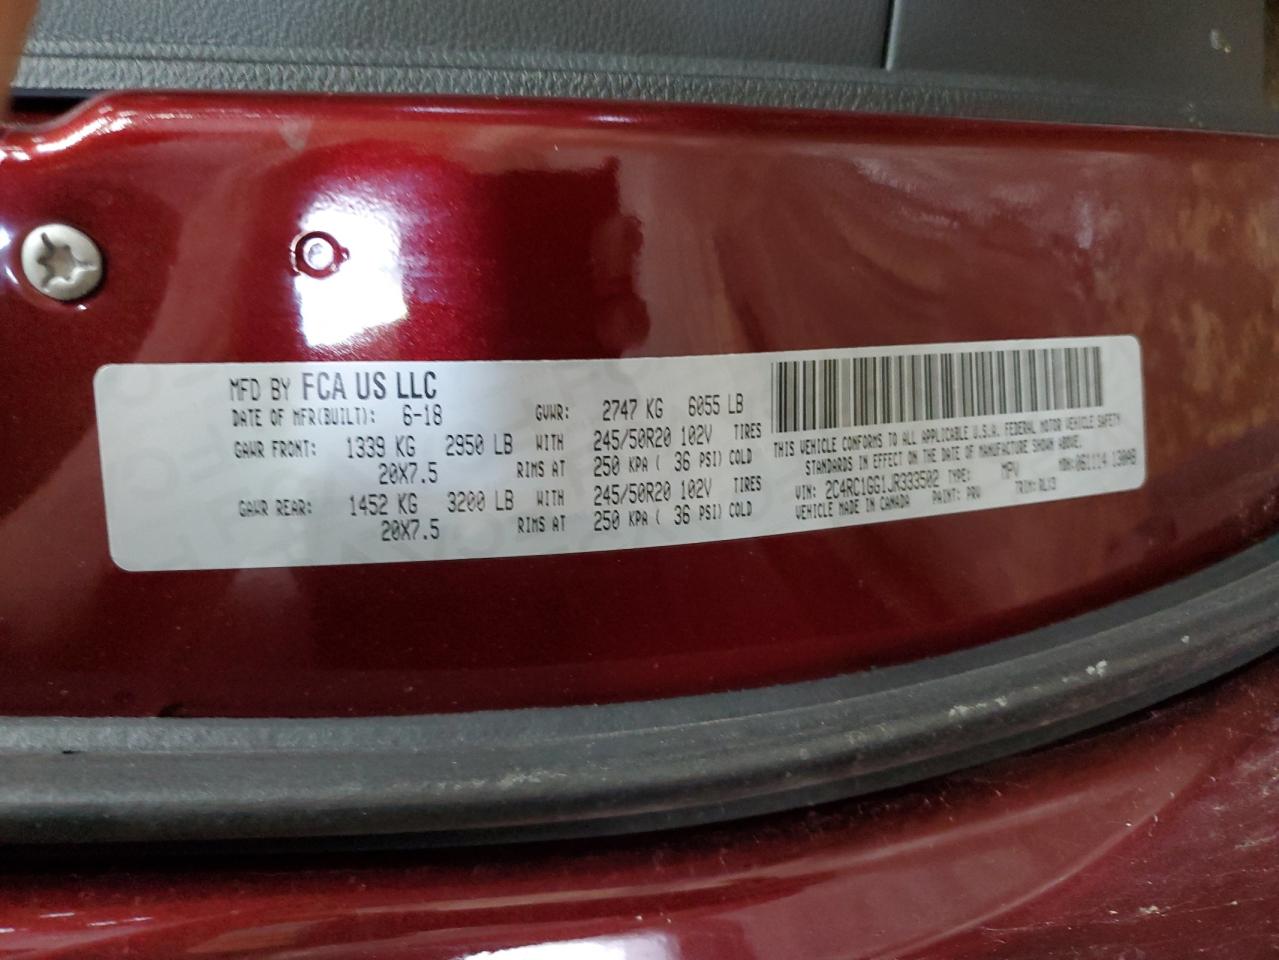 MFD BY FCA US LLC
DATE OF MFR(BUILT): 6-18 GVWR: 2747 KG 6055 LB
GAWR FRONT: 1339 KG 2950 LB WITH 245/50R20 102V TIRES
20X7.5 RIMS AT 250 KPA ( 36 PSI) COLD
GAWR REAR: 1452 KG 3200 LB WITH 245/50R20 102V TIRES
20X7.5 RIMS AT 250 KPA ( 36 PSI) COLD
THIS VEHICLE CONFORMS TO ALL APPLICABLE U.S.A. FEDERAL MOTOR VEHICLE SAFETY
STANDARDS IN EFFECT ON THE DATE OF MANUFACTURE SHOWN ABOVE.
VIN: 2C4RC1GG1JR333502 TYPE: MPV MDH:061114 130AB
VEHICLE MADE IN CANADA PAINT: PRV TRIM: